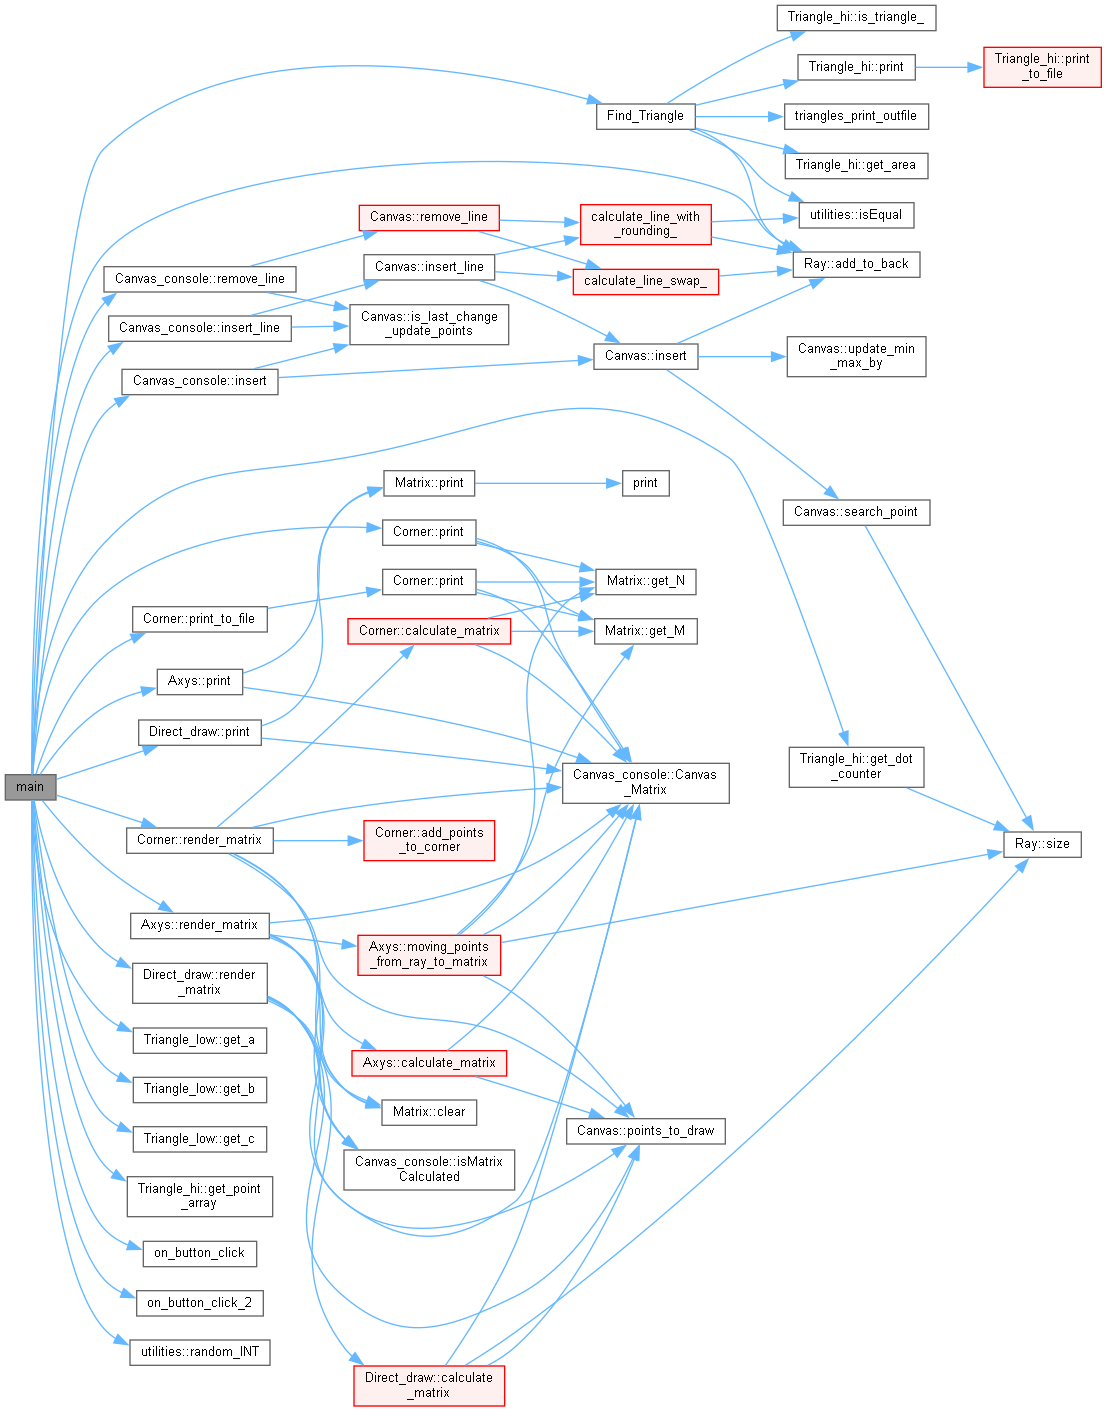 Triangle_hi::is_triangle_
Triangle_hi::print
Triangle_hi::print
_to_file
Find_Triangle
triangles_print_outfile
Triangle_hi::get_area
utilities::isEqual
Canvas::remove_line
calculate_line_with
_rounding_
Ray::add_to_back
Canvas_console::remove_line
Canvas::insert_line
calculate_line_swap_
Canvas_console::insert_line
Canvas::is_last_change
_update_points
Canvas::insert
Canvas::update_min
_max_by
Canvas_console::insert
Matrix::print
print
Canvas::search_point
Corner::print
Corner::print
Matrix::get_N
Corner::print_to_file
Corner::calculate_matrix
Matrix::get_M
Axys::print
Direct_draw::print
Canvas_console::Canvas
_Matrix
Triangle_hi::get_dot
_counter
main
Corner::render_matrix
Corner::add_points
_to_corner
Ray::size
Axys::render_matrix
Axys::moving_points
_from_ray_to_matrix
Direct_draw::render
_matrix
Triangle_low::get_a
Axys::calculate_matrix
Triangle_low::get_b
Matrix::clear
Triangle_low::get_c
Canvas::points_to_draw
Canvas_console::isMatrix
Calculated
Triangle_hi::get_point
_array
on_button_click
on_button_click_2
utilities::random_INT
Direct_draw::calculate
_matrix